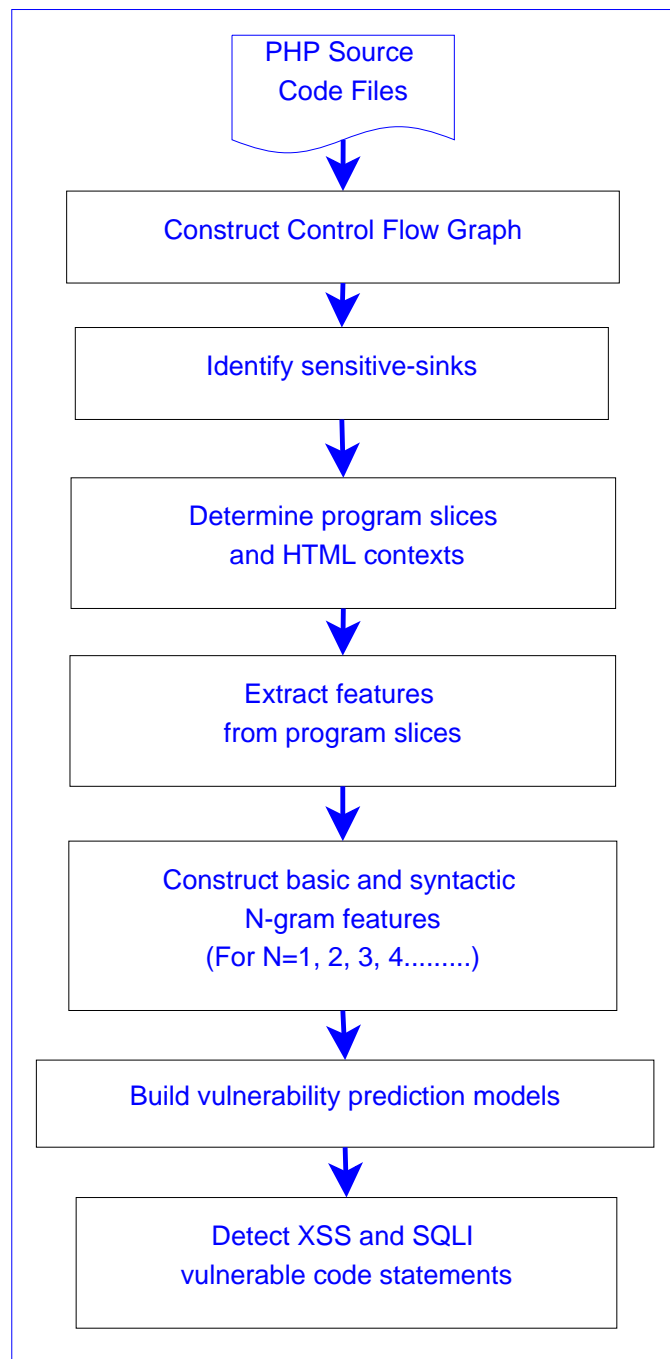 PHP Source
Code Files
Construct Control Flow Graph
Identify sensitive-sinks
Determine program slices
and HTML contexts
Extract features
from program slices
Construct basic and syntactic
N-gram features
(For N=1, 2, 3, 4.........)
Build vulnerability prediction models
Detect XSS and SQLI
vulnerable code statements